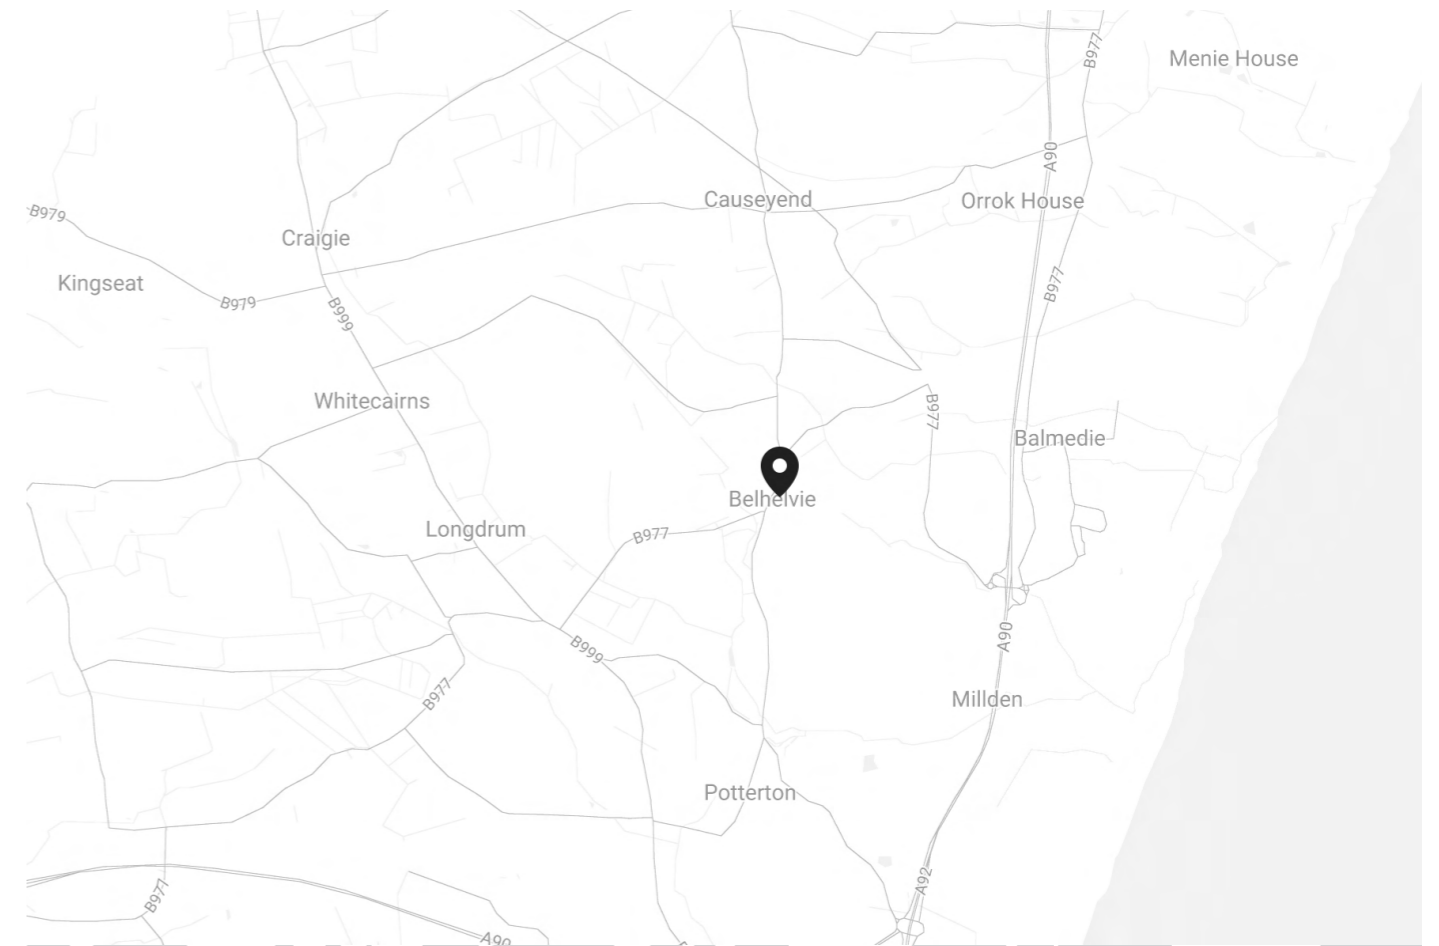 B977
Menie House
A90
Causeyend
Orrok House
B979
Craigie
Kingseat
B977
B979
B999
Whitecairns
B977
Balmedie
Belhelvie
Longdrum
B977
A90
B999
B977
Millden
Potterton
A92
B977
A90